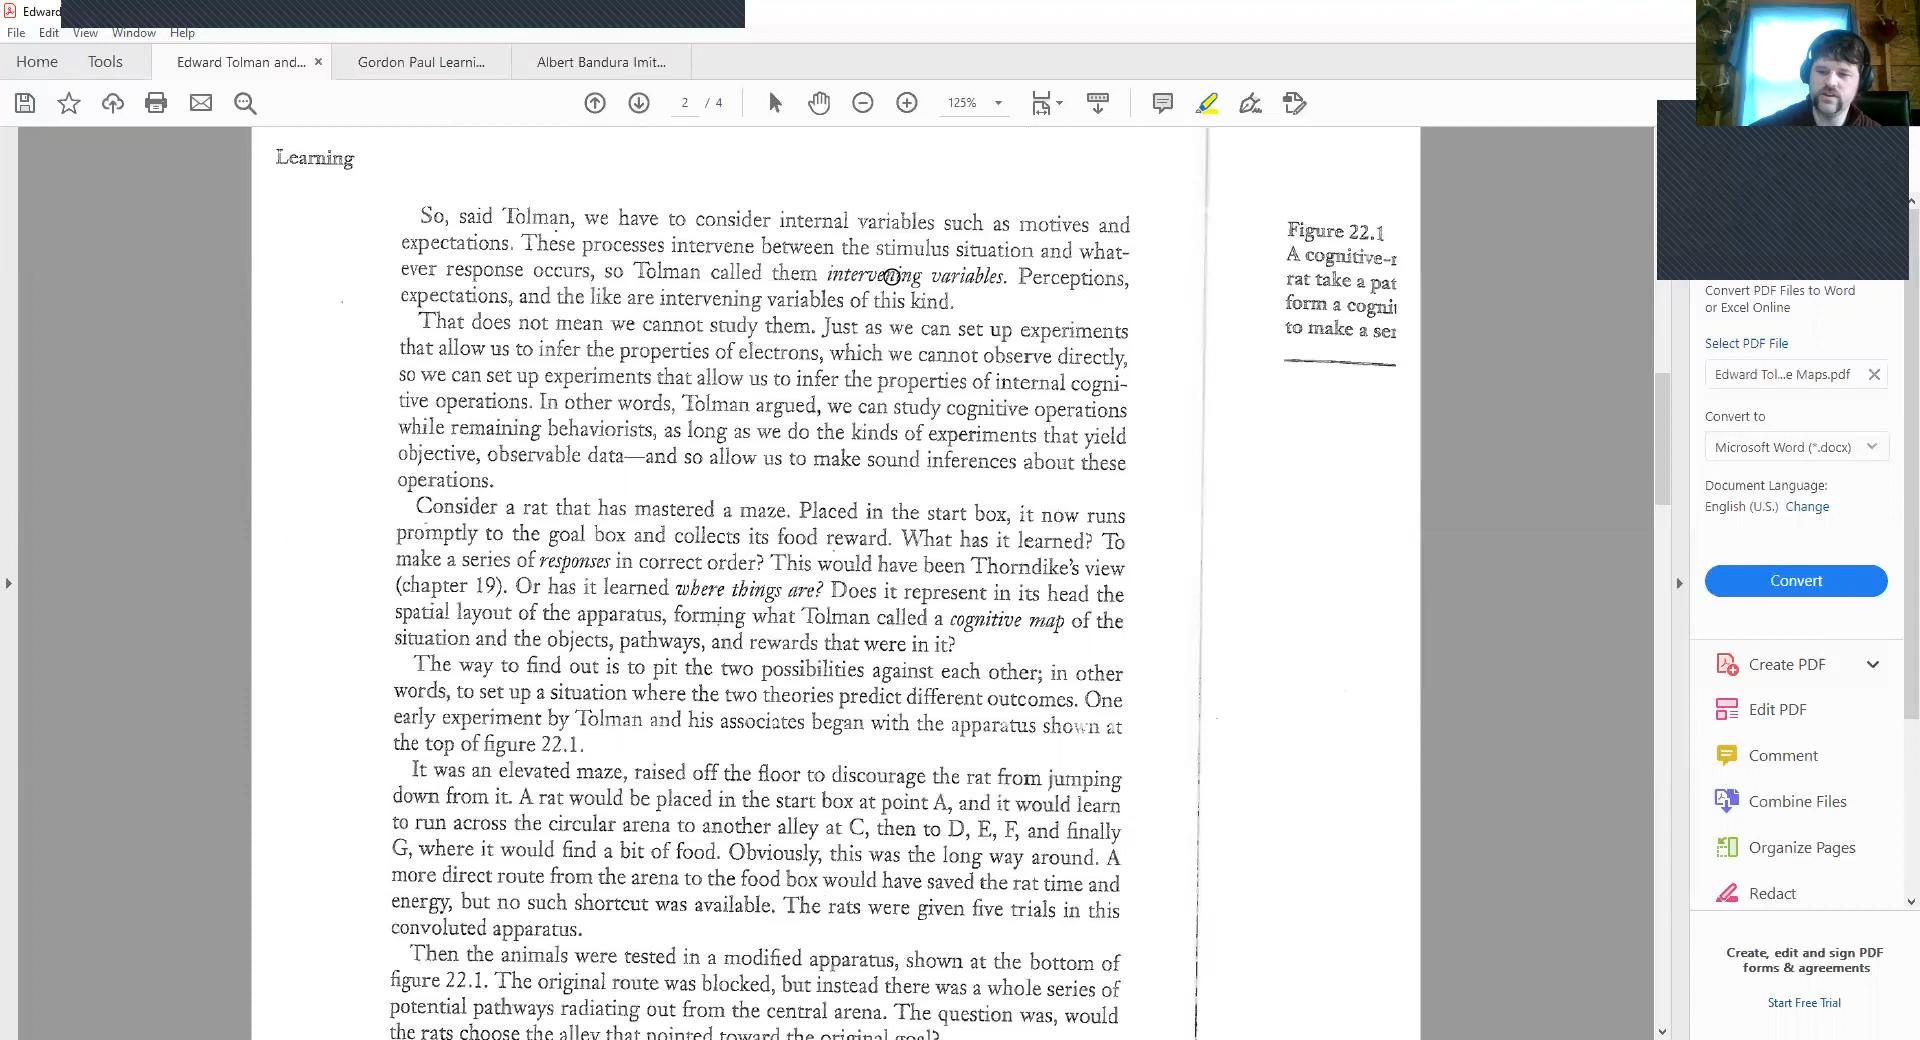 Edward
File Edit View Window Help
Home Tools Edward Tolman and... × Gordon Paul Learni... Albert Bandura Imit...
2 / 4 125%
Learning
So, said Tolman, we have to consider internal variables such as motives and
expectations. These processes intervene between the stimulus situation and what-
ever response occurs, so Tolman called them intervening variables. Perceptions,
expectations, and the like are intervening variables of this kind.
That does not mean we cannot study them. Just as we can set up experiments
that allow us to infer the properties of electrons, which we cannot observe directly,
so we can set up experiments that allow us to infer the properties of internal cogni-
tive operations. In other words, Tolman argued, we can study cognitive operations
while remaining behaviorists, as long as we do the kinds of experiments that yield
objective, observable data—and so allow us to make sound inferences about these
operations.
Consider a rat that has mastered a maze. Placed in the start box, it now runs
promptly to the goal box and collects its food reward. What has it learned? To
make a series of responses in correct order? This would have been Thorndike's view
(chapter 19). Or has it learned where things are? Does it represent in its head the
spatial layout of the apparatus, forming what Tolman called a cognitive map of the
situation and the objects, pathways, and rewards that were in it?
The way to find out is to pit the two possibilities against each other; in other
words, to set up a situation where the two theories predict different outcomes. One
early experiment by Tolman and his associates began with the apparatus shown at
the top of figure 22.1.
It was an elevated maze, raised off the floor to discourage the rat from jumping
down from it. A rat would be placed in the start box at point A, and it would learn
to run across the circular arena to another alley at C, then to D, E, F, and finally
G, where it would find a bit of food. Obviously, this was the long way around. A
more direct route from the arena to the food box would have saved the rat time and
energy, but no such shortcut was available. The rats were given five trials in this
convoluted apparatus.
Then the animals were tested in a modified apparatus, shown at the bottom of
figure 22.1. The original route was blocked, but instead there was a whole series of
potential pathways radiating out from the central arena. The question was, would
the rats choose the alley that pointed toward the original goal?
Figure 22.1
A cognitive-r
rat take a pat
form a cognit
to make a ser
Convert PDF Files to Word
or Excel Online
Select PDF File
Edward Tol...e Maps.pdf
Convert to
Microsoft Word (*.docx)
Document Language:
English (U.S.) Change
Convert
Create PDF
Edit PDF
Comment
Combine Files
Organize Pages
Redact
Create, edit and sign PDF
forms & agreements
Start Free Trial